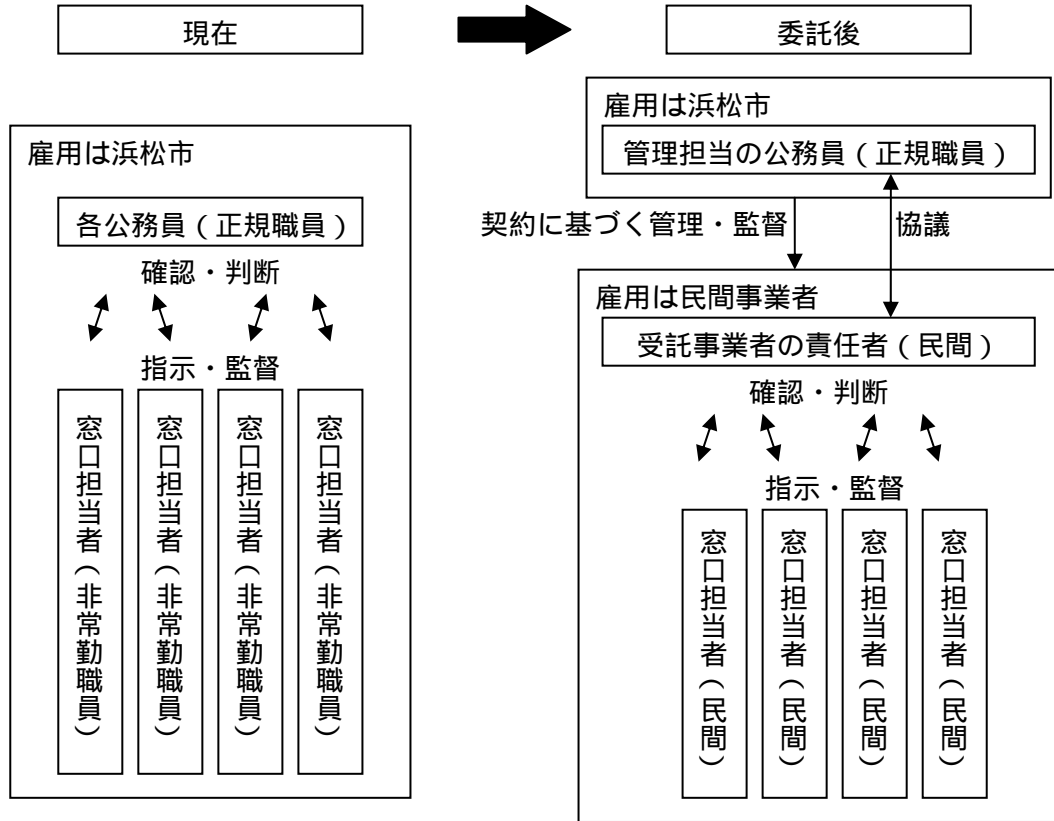 現在
委託後
雇用は浜松市
各公務員(正規職員)
確認・判断
指示・監督
窓口担当者(非常勤職員)
窓口担当者(非常勤職員)
窓口担当者(非常勤職員)
窓口担当者(非常勤職員)
雇用は浜松市
管理担当の公務員(正規職員)
契約に基づく管理・監督
協議
雇用は民間事業者
受託事業者の責任者(民間)
確認・判断
指示・監督
窓口担当者(民間)
窓口担当者(民間)
窓口担当者(民間)
窓口担当者(民間)